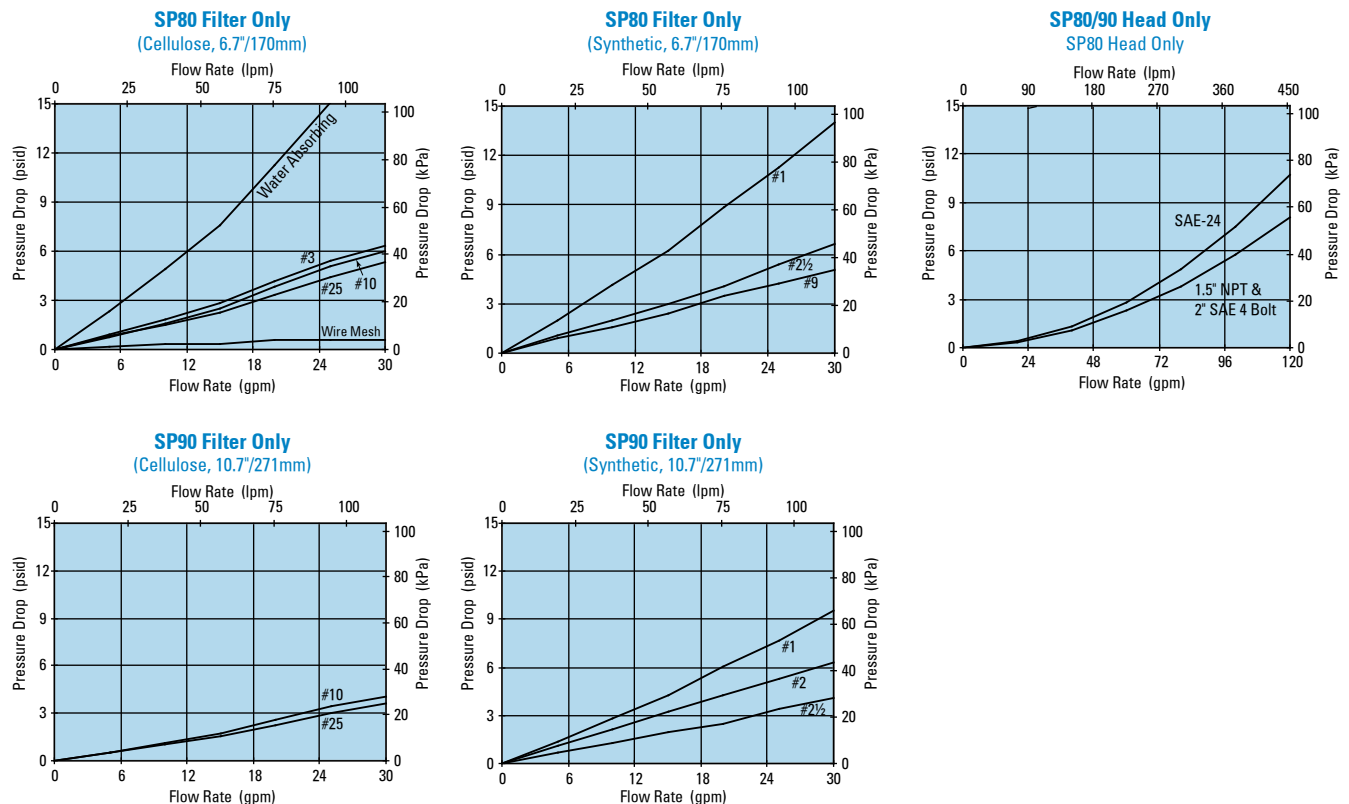 SP80 Filter Only
(Cellulose, 6.7"/170mm)
Flow Rate (lpm)
0 25 50 75 100
15 12 9 6 3 0
Pressure Drop (psid)
100 80 60 40 20 0
Pressure Drop (kPa)
Water Absorbing
#3
#10
#25
Wire Mesh
0 6 12 18 24 30
Flow Rate (gpm)
SP80 Filter Only
(Synthetic, 6.7"/170mm)
Flow Rate (lpm)
0 25 50 75 100
15 12 9 6 3 0
Pressure Drop (psid)
100 80 60 40 20 0
Pressure Drop (kPa)
#1
#2½
#9
0 6 12 18 24 30
Flow Rate (gpm)
SP80/90 Head Only
SP80 Head Only
Flow Rate (lpm)
0 90 180 270 360 450
15 12 9 6 3 0
Pressure Drop (psid)
100 80 60 40 20 0
Pressure Drop (kPa)
SAE-24
1.5" NPT &
2" SAE 4 Bolt
0 24 48 72 96 120
Flow Rate (gpm)
SP90 Filter Only
(Cellulose, 10.7"/271mm)
Flow Rate (lpm)
0 25 50 75 100
15 12 9 6 3 0
Pressure Drop (psid)
100 80 60 40 20 0
Pressure Drop (kPa)
#10
#25
0 6 12 18 24 30
Flow Rate (gpm)
SP90 Filter Only
(Synthetic, 10.7"/271mm)
Flow Rate (lpm)
0 25 50 75 100
15 12 9 6 3 0
Pressure Drop (psid)
100 80 60 40 20 0
Pressure Drop (kPa)
#1
#2
#2½
0 6 12 18 24 30
Flow Rate (gpm)